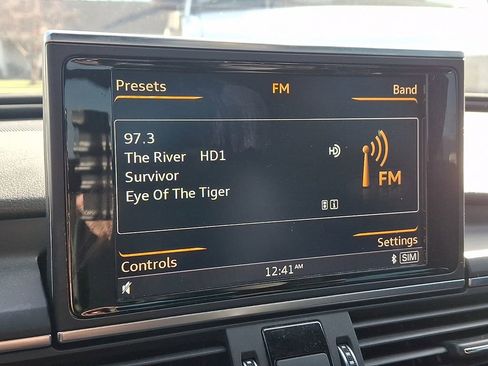 Presets FM Band
97.3
The River HD1
Survivor
Eye Of The Tiger
FM
Settings
Controls
12:41 AM
SIM